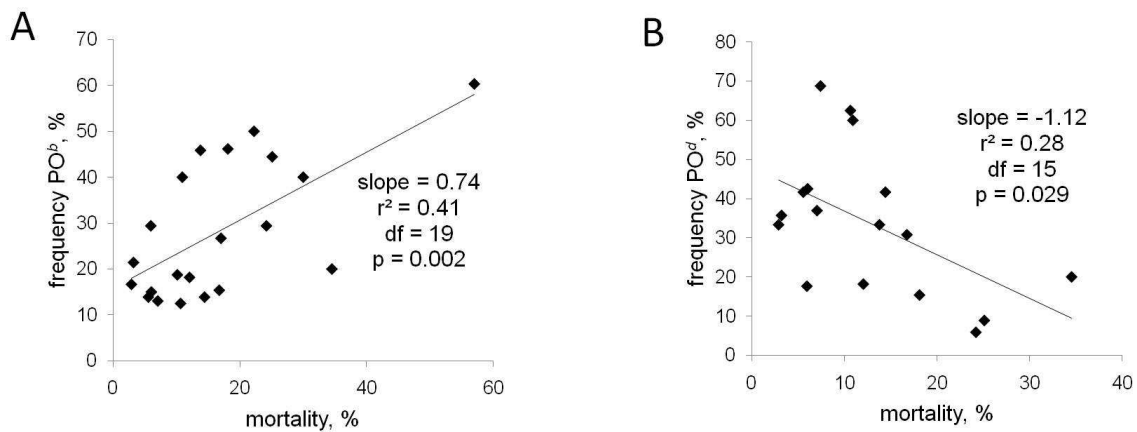 A
70
60
50
40
30
20
10
0
frequency POᵇ, %
slope = 0.74
r² = 0.41
df = 19
p = 0.002
0 20 40 60
mortality, %
B
80
70
60
50
40
30
20
10
0
frequency POᵈ, %
slope = -1.12
r² = 0.28
df = 15
p = 0.029
0 10 20 30 40
mortality, %